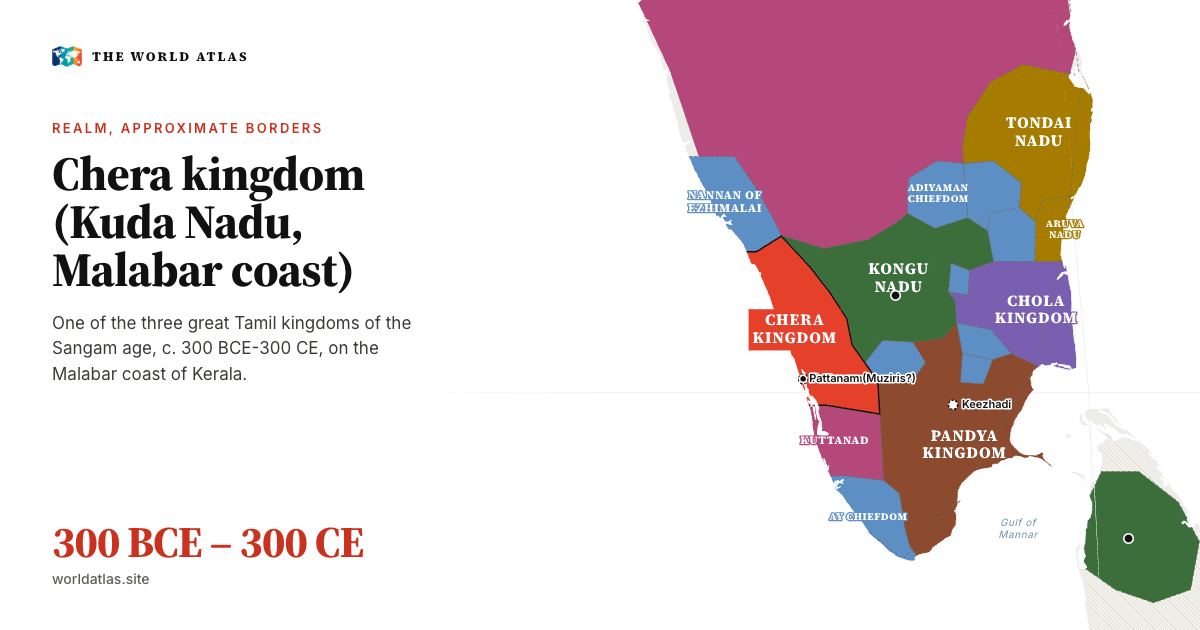 THE WORLD ATLAS
REALM, APPROXIMATE BORDERS
Chera kingdom
(Kuda Nadu,
Malabar coast)
One of the three great Tamil kingdoms of the
Sangam age, c. 300 BCE-300 CE, on the
Malabar coast of Kerala.
300 BCE – 300 CE
worldatlas.site
TONDAI
NADU
NANNAN OF
EZHIMALAI
ADIYAMAN
CHIEFDOM
ARUVA
NADU
KONGU
NADU
CHOLA
KINGDOM
CHERA
KINGDOM
Pattanam (Muziris?)
Keezhadi
KUTTANAD
PANDYA
KINGDOM
AY CHIEFDOM
Gulf of
Mannar